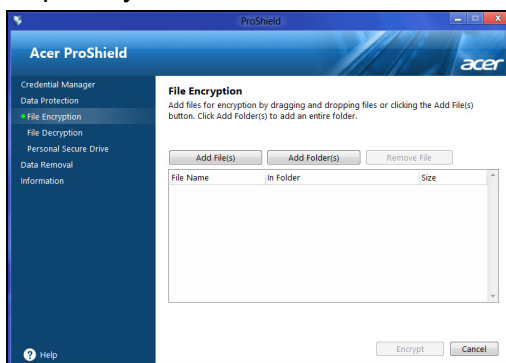 ProShield
Acer ProShield
acer
Credential Manager
Data Protection
File Encryption
File Decryption
Personal Secure Drive
Data Removal
Information
Help
File Encryption
Add files for encryption by dragging and dropping files or clicking the Add File(s)
button. Click Add Folder(s) to add an entire folder.
Add File(s) Add Folder(s) Remove File
File Name In Folder Size
Encrypt Cancel